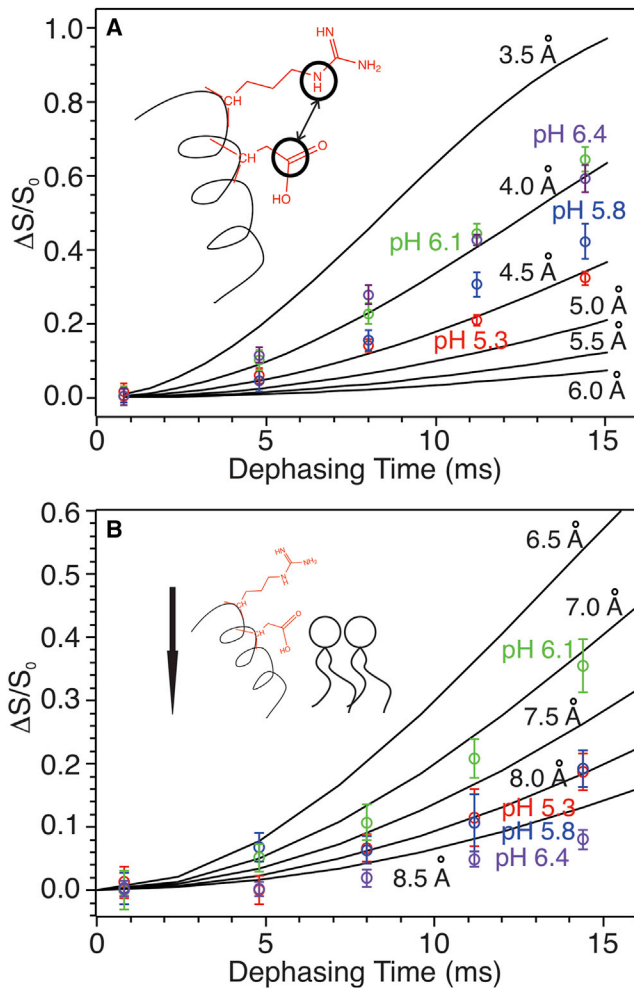 A
1.0
0.8
0.6
0.4
0.2
0.0
ΔS/S0
HN
NH2
N
H
CH
CH
O
HO
3.5 Å
pH 6.4
4.0 Å
pH 5.8
pH 6.1
4.5 Å
5.0 Å
pH 5.3
5.5 Å
6.0 Å
0 5 10 15
Dephasing Time (ms)
B
0.6
0.5
0.4
0.3
0.2
0.1
0.0
ΔS/S0
HN
NH2
N
H
CH
CH
O
HO
6.5 Å
7.0 Å
pH 6.1
7.5 Å
8.0 Å
pH 5.3
pH 5.8
pH 6.4
8.5 Å
0 5 10 15
Dephasing Time (ms)